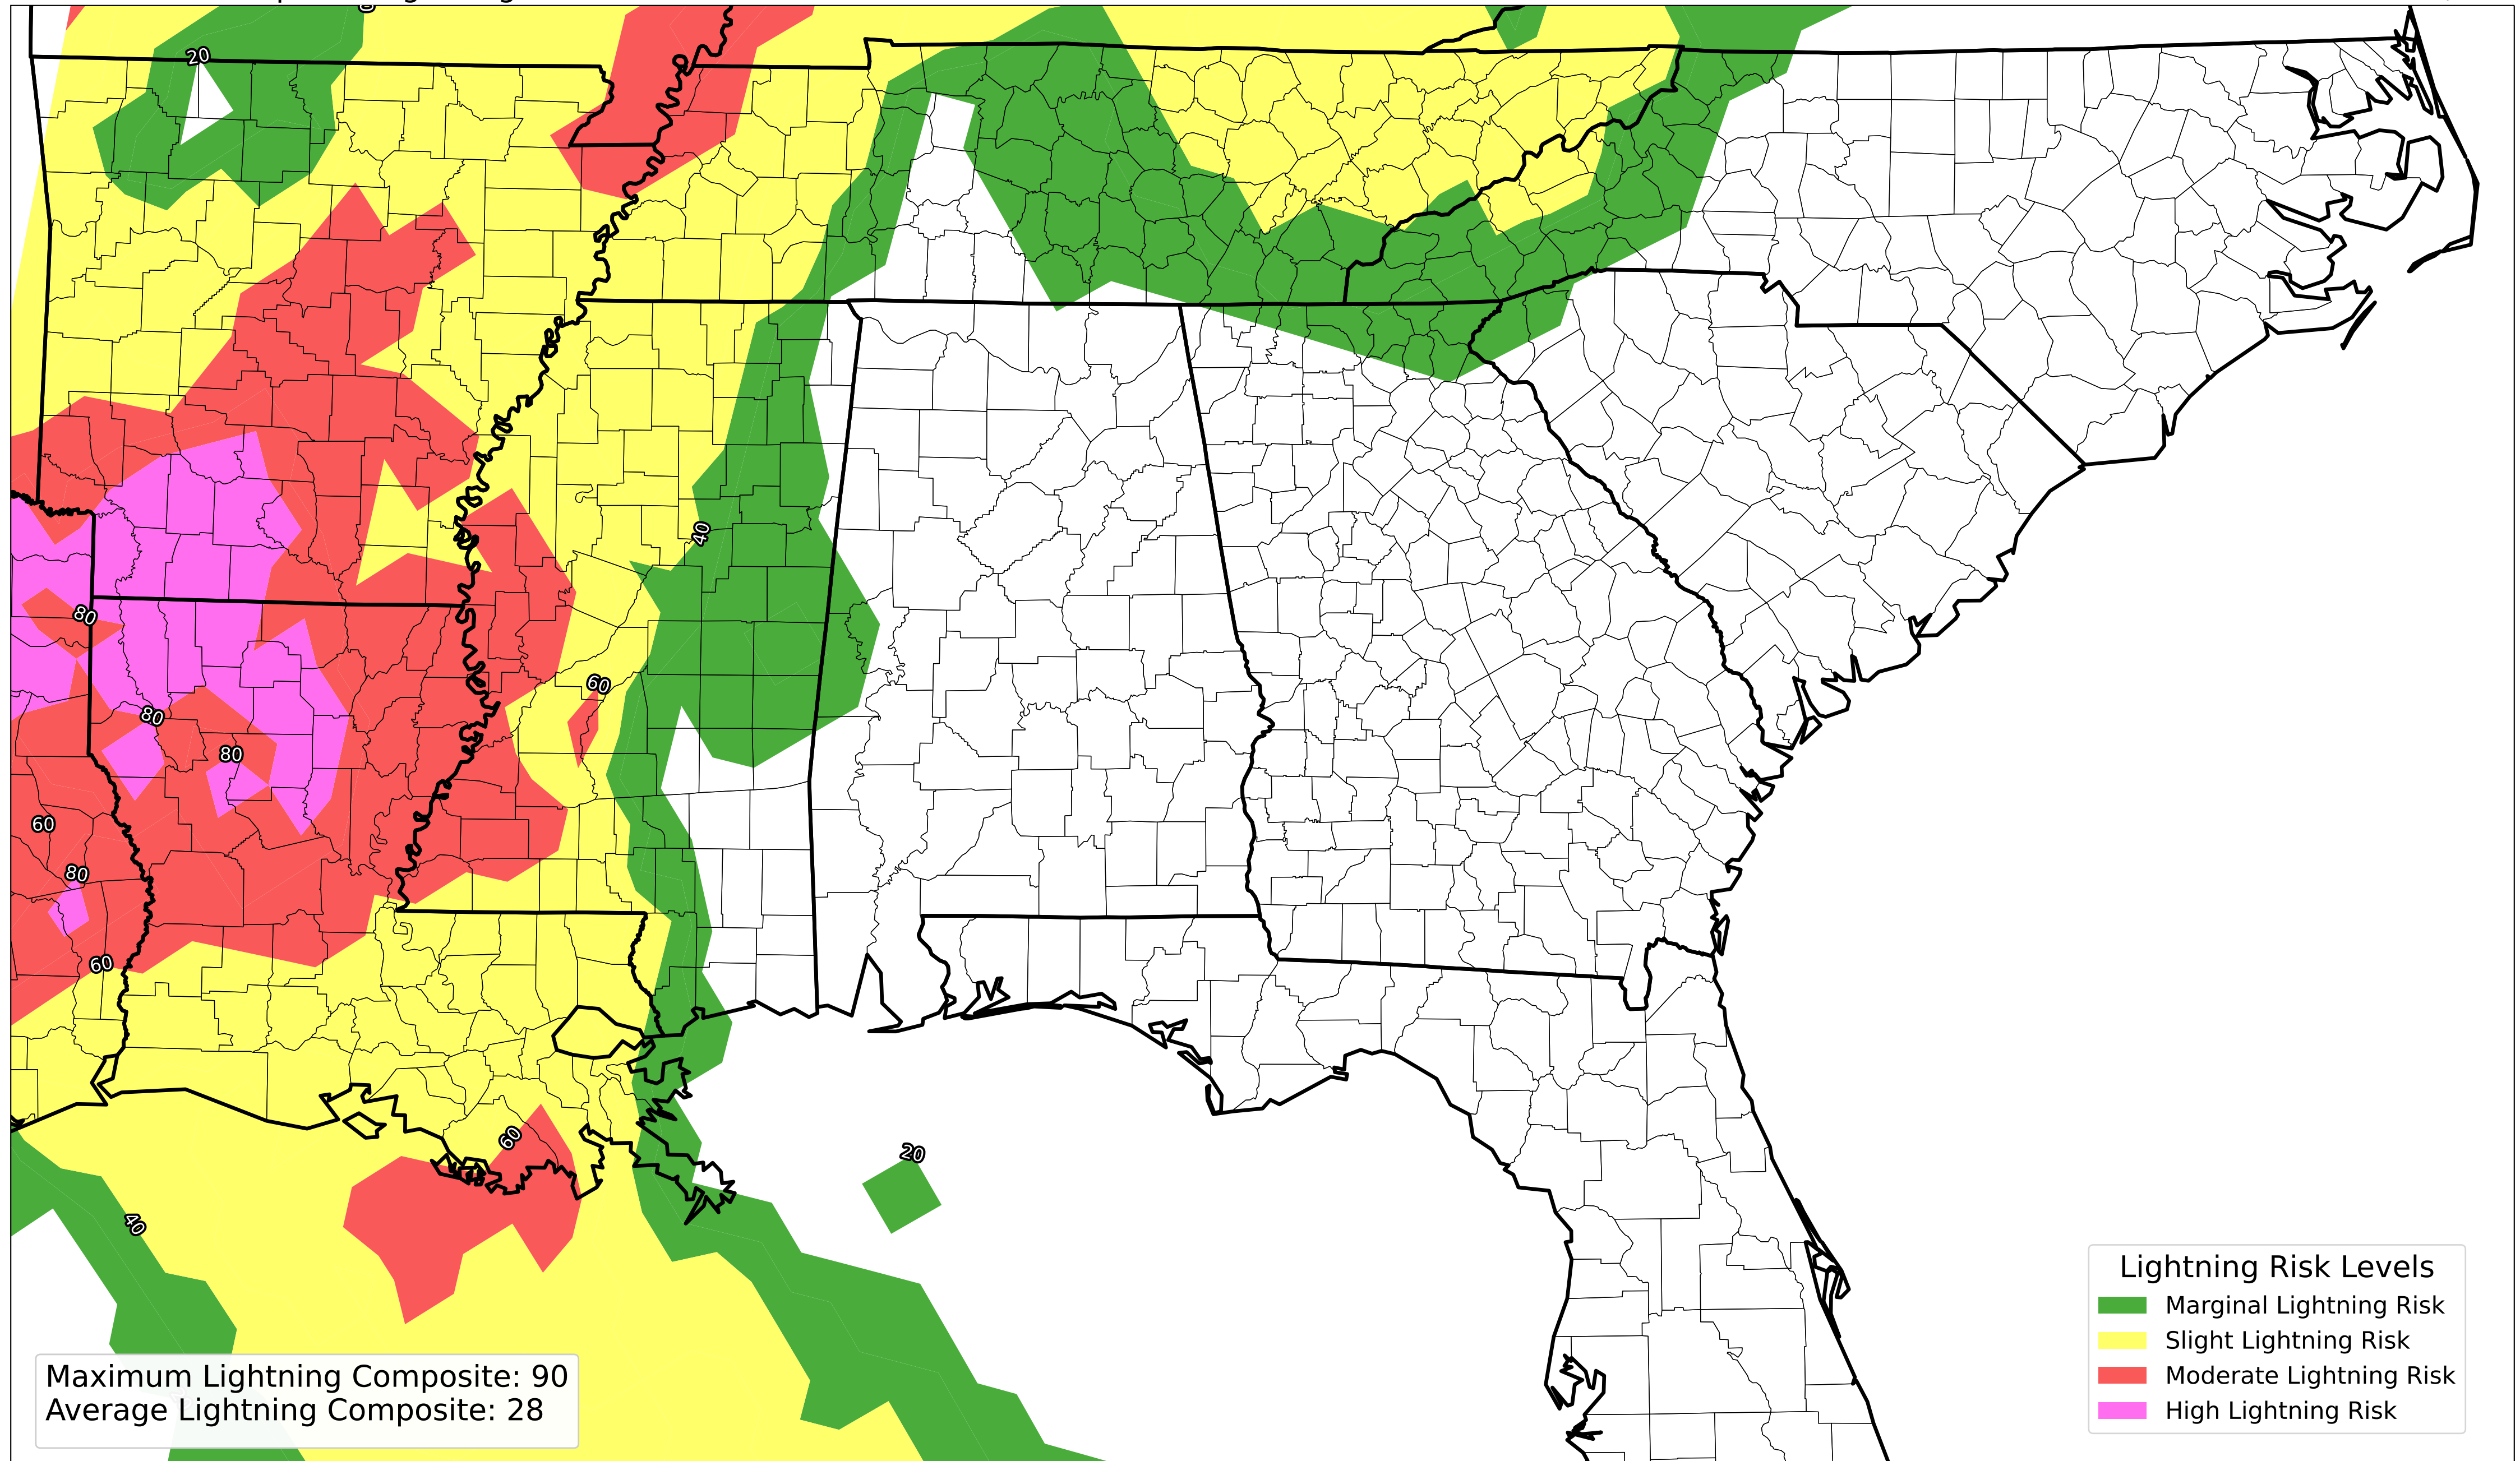 20
40
80
60
80
80
60
80
60
60
20
40
Lightning Risk Levels
Marginal Lightning Risk
Slight Lightning Risk
Moderate Lightning Risk
High Lightning Risk
Maximum Lightning Composite: 90
Average Lightning Composite: 28